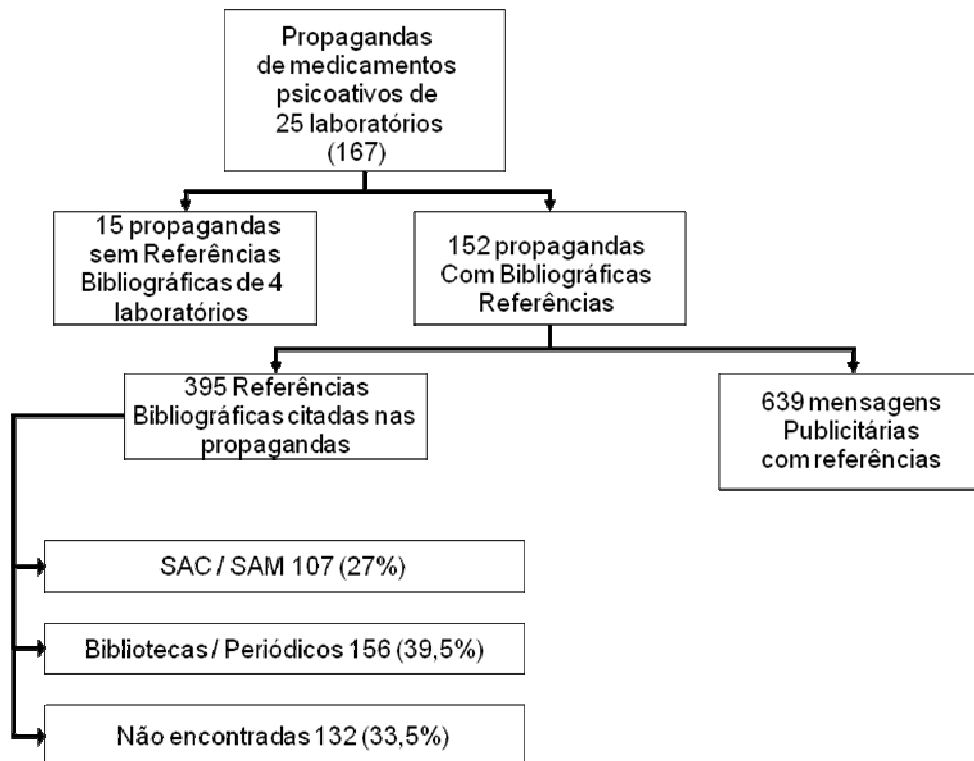 Propagandas
de medicamentos
psicoativos de
25 laboratórios
(167)
15 propagandas
sem Referências
Bibliográficas de 4
laboratórios
152 propagandas
Com Bibliográficas
Referências
395 Referências
Bibliográficas citadas nas
propagandas
639 mensagens
Publicitárias
com referências
SAC / SAM 107 (27%)
Bibliotecas / Periódicos 156 (39,5%)
Não encontradas 132 (33,5%)